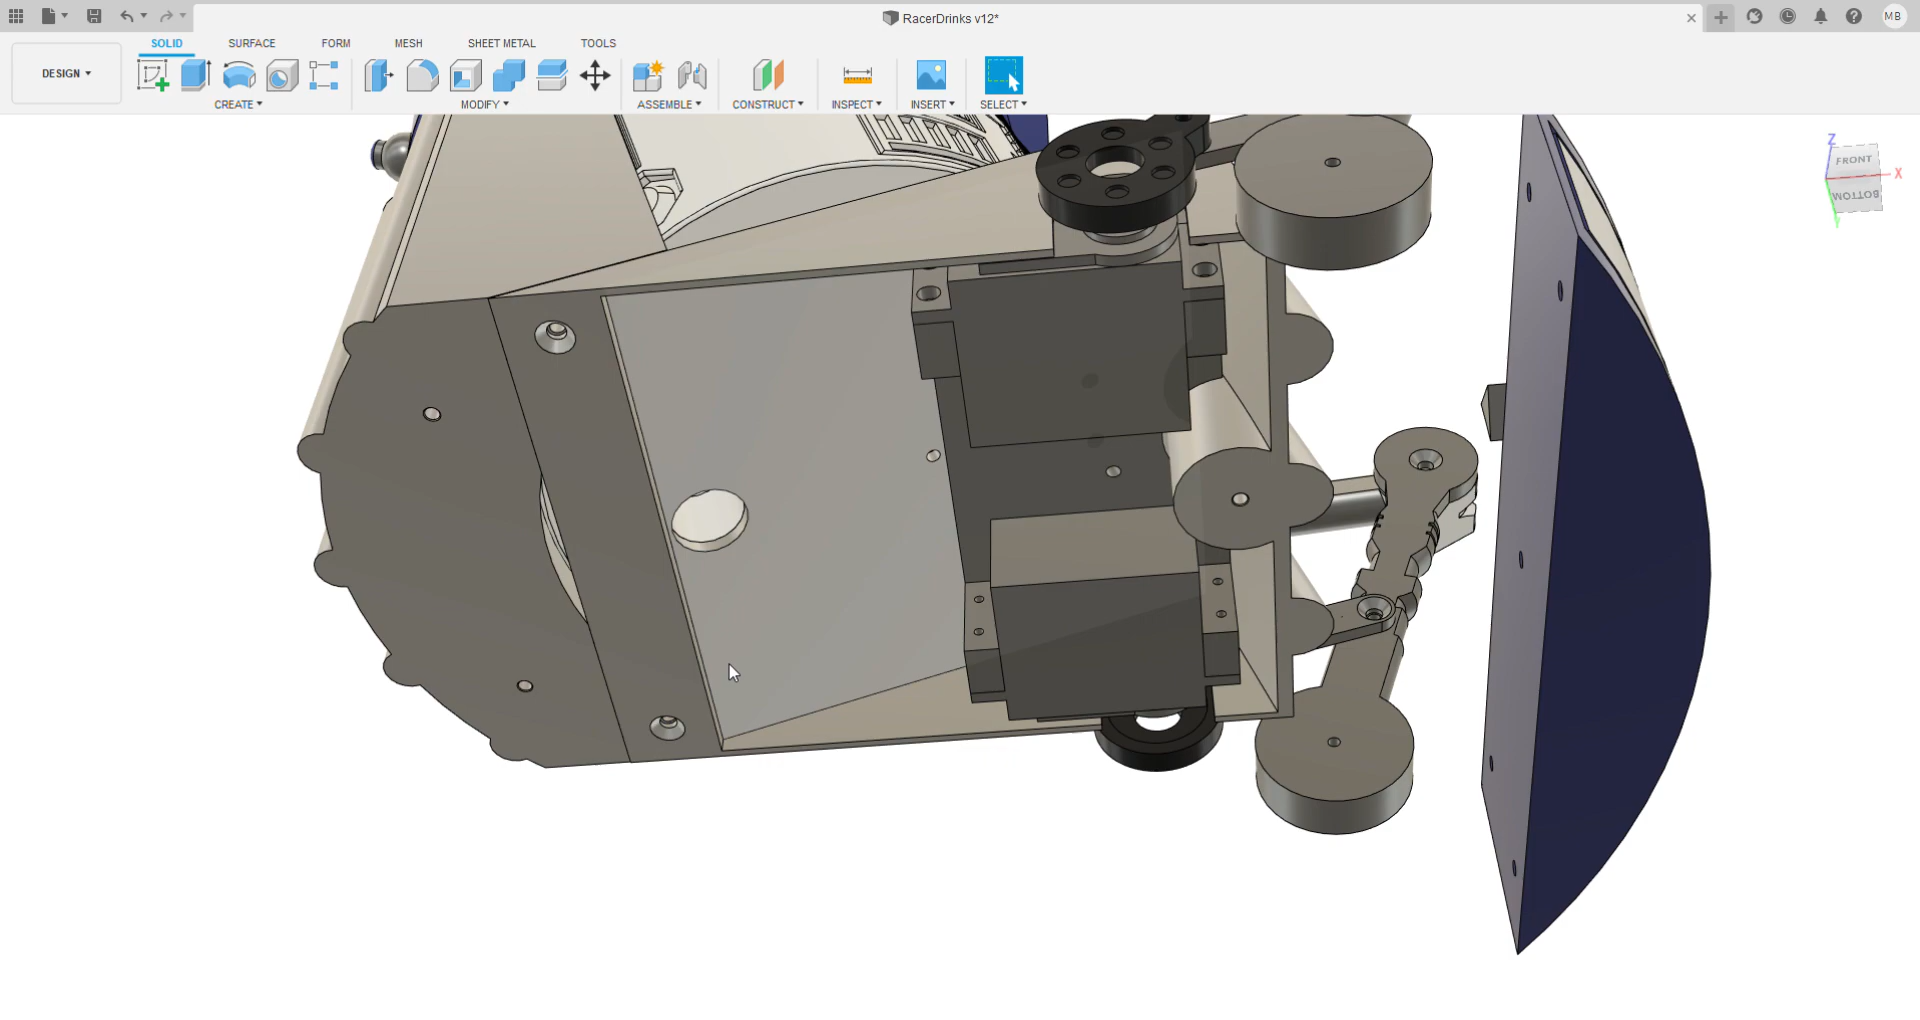 RacerDrinks v12*
MB
SOLID
SURFACE
FORM
MESH
SHEET METAL
TOOLS
DESIGN
CREATE
MODIFY
ASSEMBLE
CONSTRUCT
INSPECT
INSERT
SELECT
Z
FRONT
X
BOTTOM